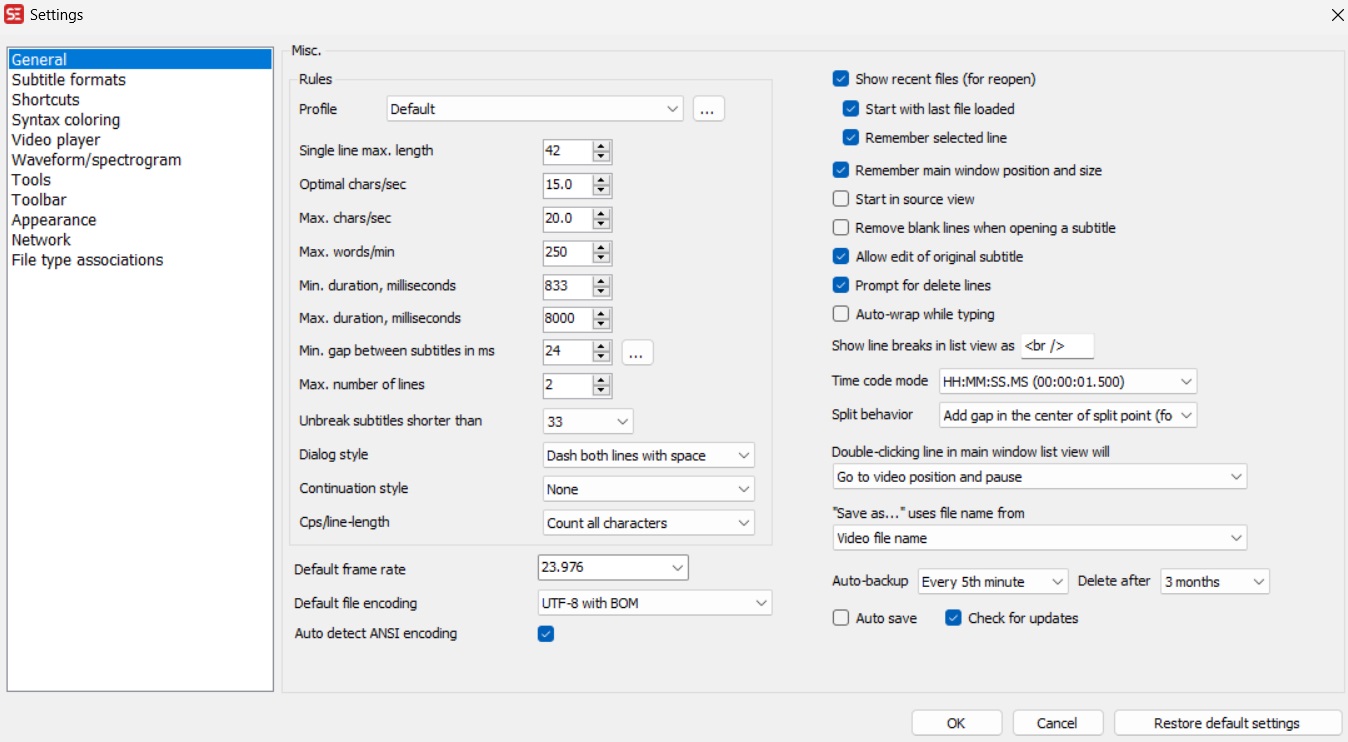 SE Settings
General
Subtitle formats
Shortcuts
Syntax coloring
Video player
Waveform/spectrogram
Tools
Toolbar
Appearance
Network
File type associations
Misc.
Rules
Profile Default ...
Single line max. length 42
Optimal chars/sec 15.0
Max. chars/sec 20.0
Max. words/min 250
Min. duration, milliseconds 833
Max. duration, milliseconds 8000
Min. gap between subtitles in ms 24 ...
Max. number of lines 2
Unbreak subtitles shorter than 33
Dialog style Dash both lines with space
Continuation style None
Cps/line-length Count all characters
Default frame rate 23.976
Default file encoding UTF-8 with BOM
Auto detect ANSI encoding
Show recent files (for reopen)
Start with last file loaded
Remember selected line
Remember main window position and size
Start in source view
Remove blank lines when opening a subtitle
Allow edit of original subtitle
Prompt for delete lines
Auto-wrap while typing
Show line breaks in list view as <br />
Time code mode HH:MM:SS.MS (00:00:01.500)
Split behavior Add gap in the center of split point (fo
Double-clicking line in main window list view will
Go to video position and pause
"Save as..." uses file name from
Video file name
Auto-backup Every 5th minute Delete after 3 months
Auto save Check for updates
OK Cancel Restore default settings